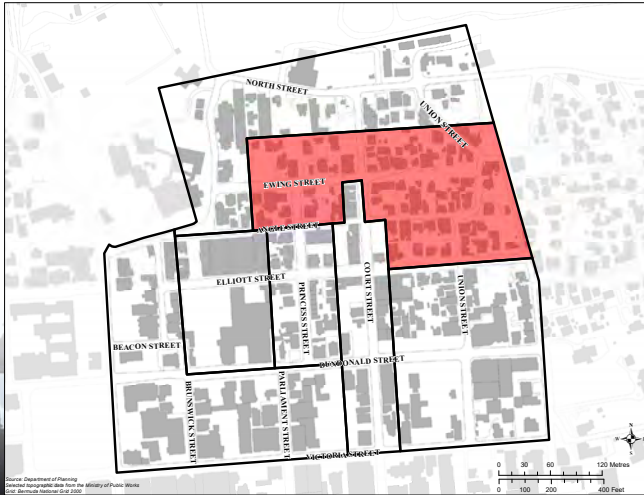 NORTH STREET
UNION STREET
EWING STREET
ANGLE STREET
ELLIOTT STREET
PRINCESS STREET
COURT STREET
UNION STREET
BEACON STREET
DUNDONALD STREET
BRUNSWICK STREET
PARLIAMENT STREET
VICTORIA STREET
N
W E
S
0 30 60 120 Metres
0 100 200 400 Feet
Source: Department of Planning
Selected topographic data from the Ministry of Public Works
Grid: Bermuda National Grid 2000